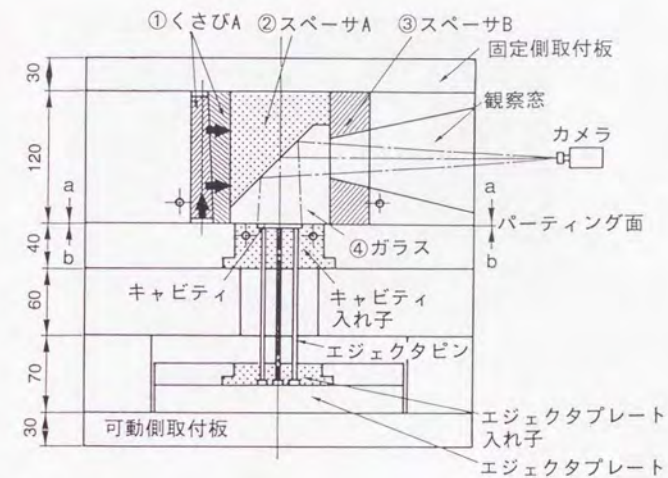 ①くさびA
②スペーサA
③スペーサB
固定側取付板
観察窓
カメラ
30
120
a
a
パーティング面
40
b
b
④ガラス
キャビティ
キャビティ
入れ子
60
エジェクタピン
70
エジェクタプレート
入れ子
30
可動側取付板
エジェクタプレート